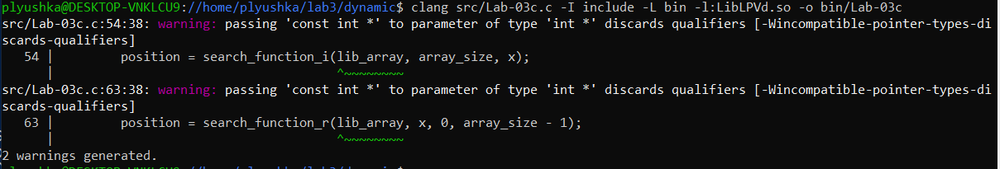 plyushka@DESKTOP-VNKLCU9://home/plyushka/lab3/dynamic$ clang src/Lab-03c.c -I include -L bin -l:LibLPVd.so -o bin/Lab-03c
src/Lab-03c.c:54:38: warning: passing 'const int *' to parameter of type 'int *' discards qualifiers [-Wincompatible-pointer-types-di
scards-qualifiers]
   54 |         position = search_function_i(lib_array, array_size, x);
      |                                      ^~~~~~~~~
src/Lab-03c.c:63:38: warning: passing 'const int *' to parameter of type 'int *' discards qualifiers [-Wincompatible-pointer-types-di
scards-qualifiers]
   63 |         position = search_function_r(lib_array, x, 0, array_size - 1);
      |                                      ^~~~~~~~~
2 warnings generated.